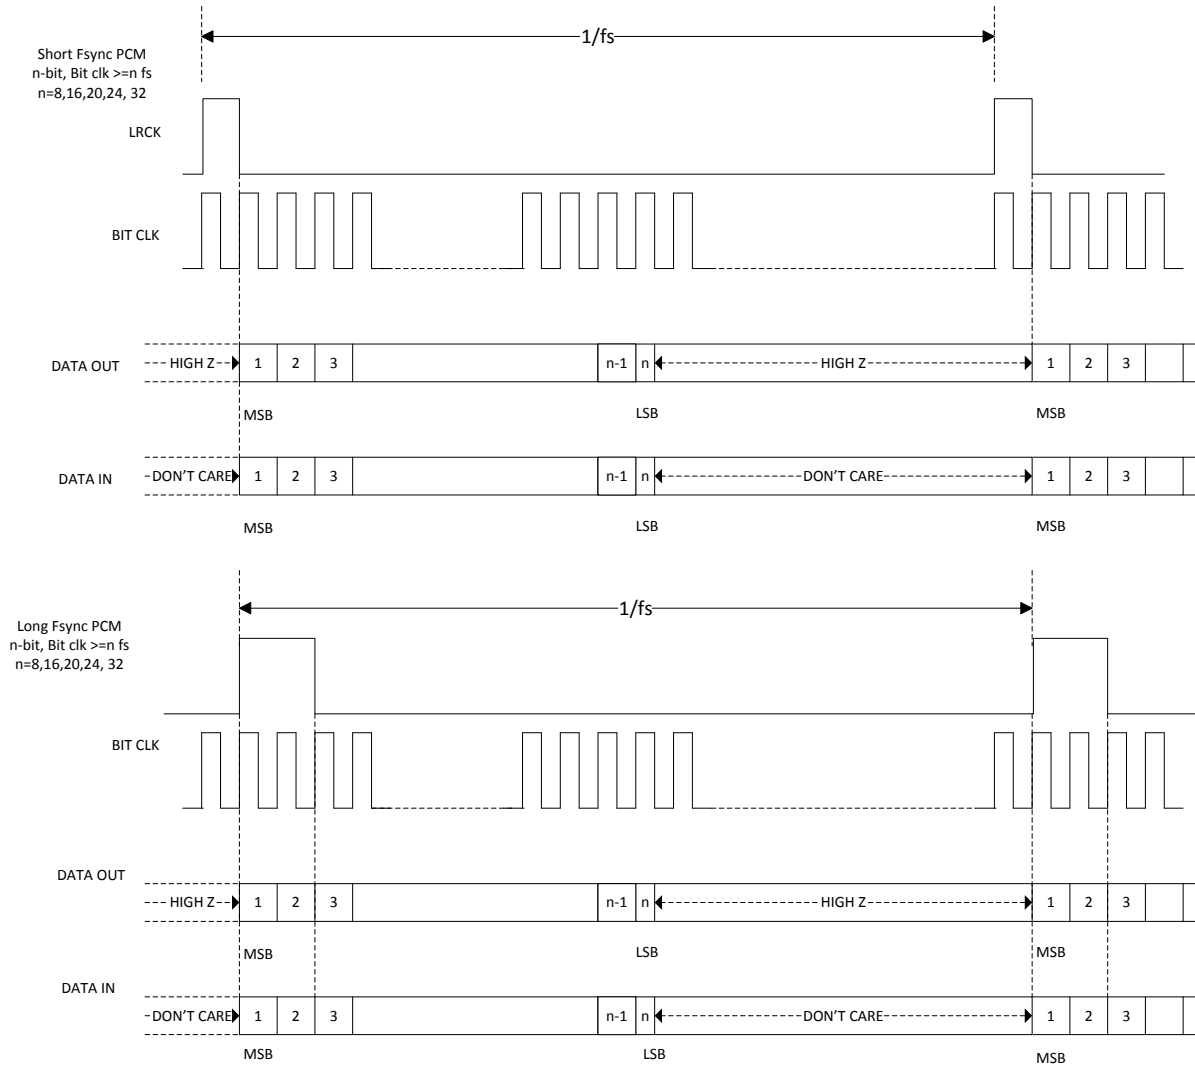 1/fs
Short Fsync PCM
n-bit, Bit clk >=n fs
n=8,16,20,24, 32
LRCK
BIT CLK
DATA OUT HIGH Z 1 2 3 n-1 n HIGH Z 1 2 3
MSB LSB MSB
DATA IN DON'T CARE 1 2 3 n-1 n DON'T CARE 1 2 3
MSB LSB MSB
1/fs
Long Fsync PCM
n-bit, Bit clk >=n fs
n=8,16,20,24, 32
BIT CLK
DATA OUT
HIGH Z 1 2 3 n-1 n HIGH Z 1 2 3
MSB LSB MSB
DATA IN
DON'T CARE 1 2 3 n-1 n DON'T CARE 1 2 3
MSB LSB MSB